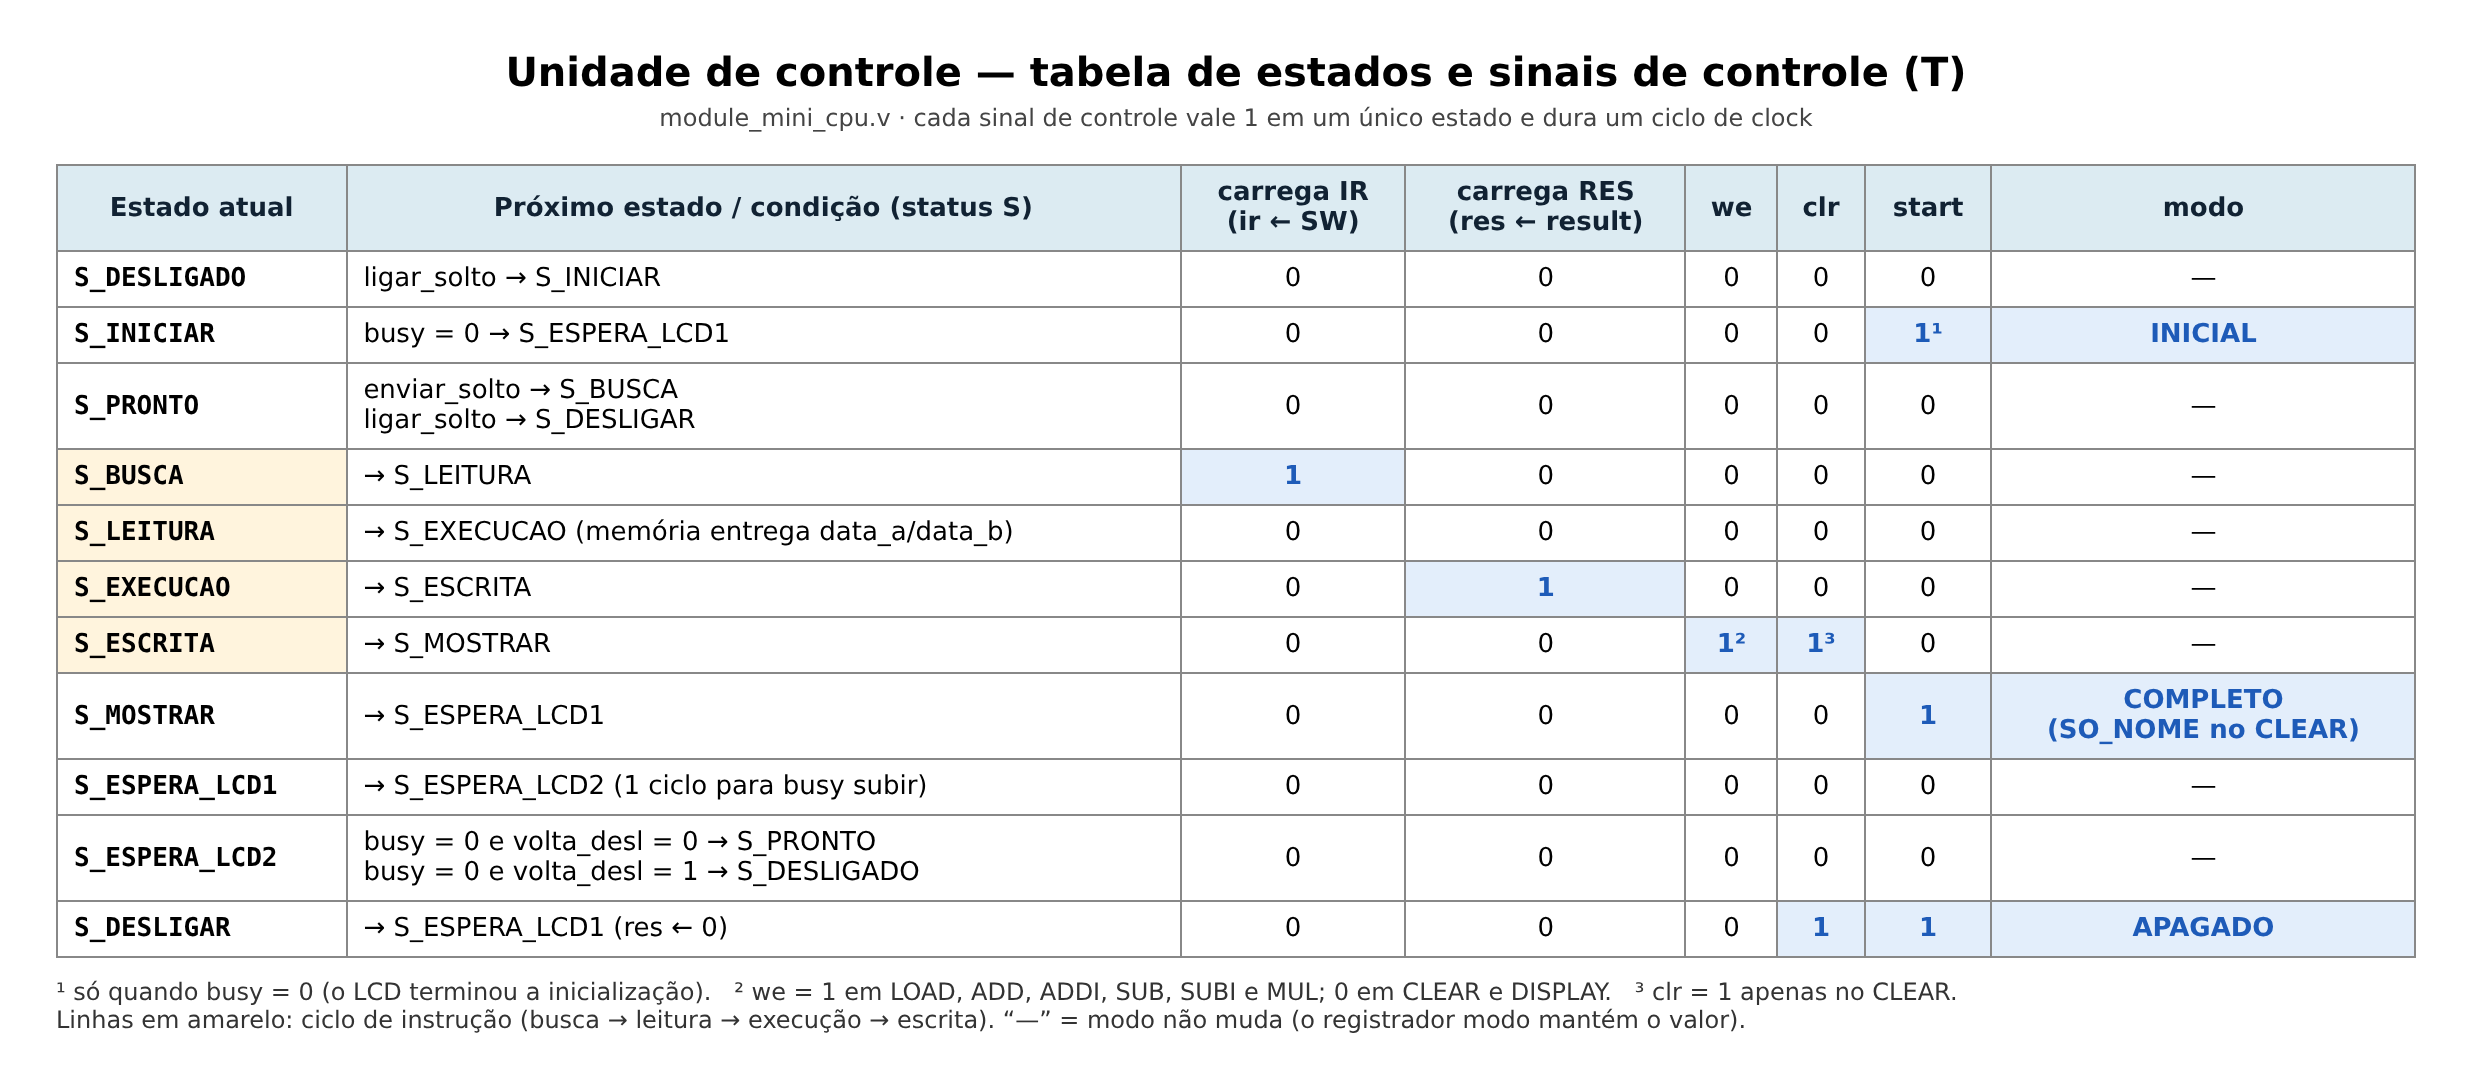 Unidade de controle — tabela de estados e sinais de controle (T)
module_mini_cpu.v · cada sinal de controle vale 1 em um único estado e dura um ciclo de clock
Estado atual Próximo estado / condição (status S) carrega IR (ir ← SW) carrega RES (res ← result) we clr start modo
S_DESLIGADO ligar_solto → S_INICIAR 0 0 0 0 0 —
S_INICIAR busy = 0 → S_ESPERA_LCD1 0 0 0 0 1¹ INICIAL
S_PRONTO enviar_solto → S_BUSCA
ligar_solto → S_DESLIGAR 0 0 0 0 0 —
S_BUSCA → S_LEITURA 1 0 0 0 0 —
S_LEITURA → S_EXECUCAO (memória entrega data_a/data_b) 0 0 0 0 0 —
S_EXECUCAO → S_ESCRITA 0 1 0 0 0 —
S_ESCRITA → S_MOSTRAR 0 0 1² 1³ 0 —
S_MOSTRAR → S_ESPERA_LCD1 0 0 0 0 1 COMPLETO
(SO_NOME no CLEAR)
S_ESPERA_LCD1 → S_ESPERA_LCD2 (1 ciclo para busy subir) 0 0 0 0 0 —
S_ESPERA_LCD2 busy = 0 e volta_desl = 0 → S_PRONTO
busy = 0 e volta_desl = 1 → S_DESLIGADO 0 0 0 0 0 —
S_DESLIGAR → S_ESPERA_LCD1 (res ← 0) 0 0 0 1 1 APAGADO
¹ só quando busy = 0 (o LCD terminou a inicialização). ² we = 1 em LOAD, ADD, ADDI, SUB, SUBI e MUL; 0 em CLEAR e DISPLAY. ³ clr = 1 apenas no CLEAR.
Linhas em amarelo: ciclo de instrução (busca → leitura → execução → escrita). “—” = modo não muda (o registrador modo mantém o valor).